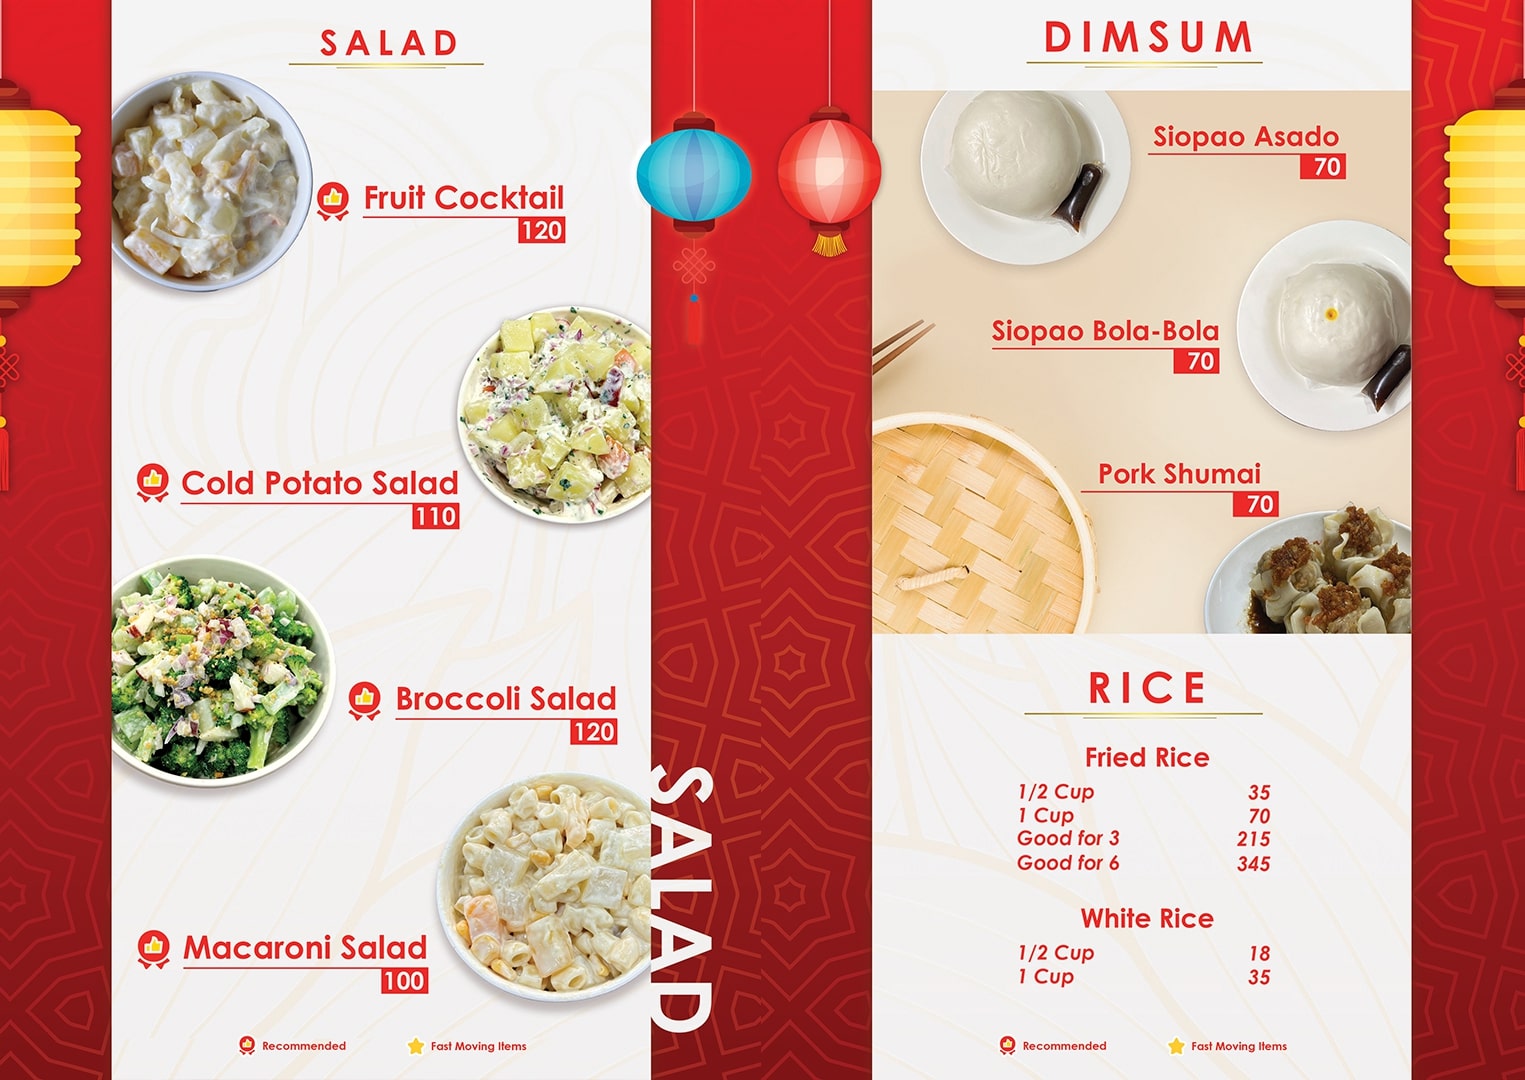 SALAD
Fruit Cocktail
120
Cold Potato Salad
110
Broccoli Salad
120
Macaroni Salad
100
Recommended
Fast Moving Items
SALAD
DIMSUM
Siopao Asado
70
Siopao Bola-Bola
70
Pork Shumai
70
RICE
Fried Rice
1/2 Cup 35
1 Cup 70
Good for 3 215
Good for 6 345
White Rice
1/2 Cup 18
1 Cup 35
Recommended
Fast Moving Items